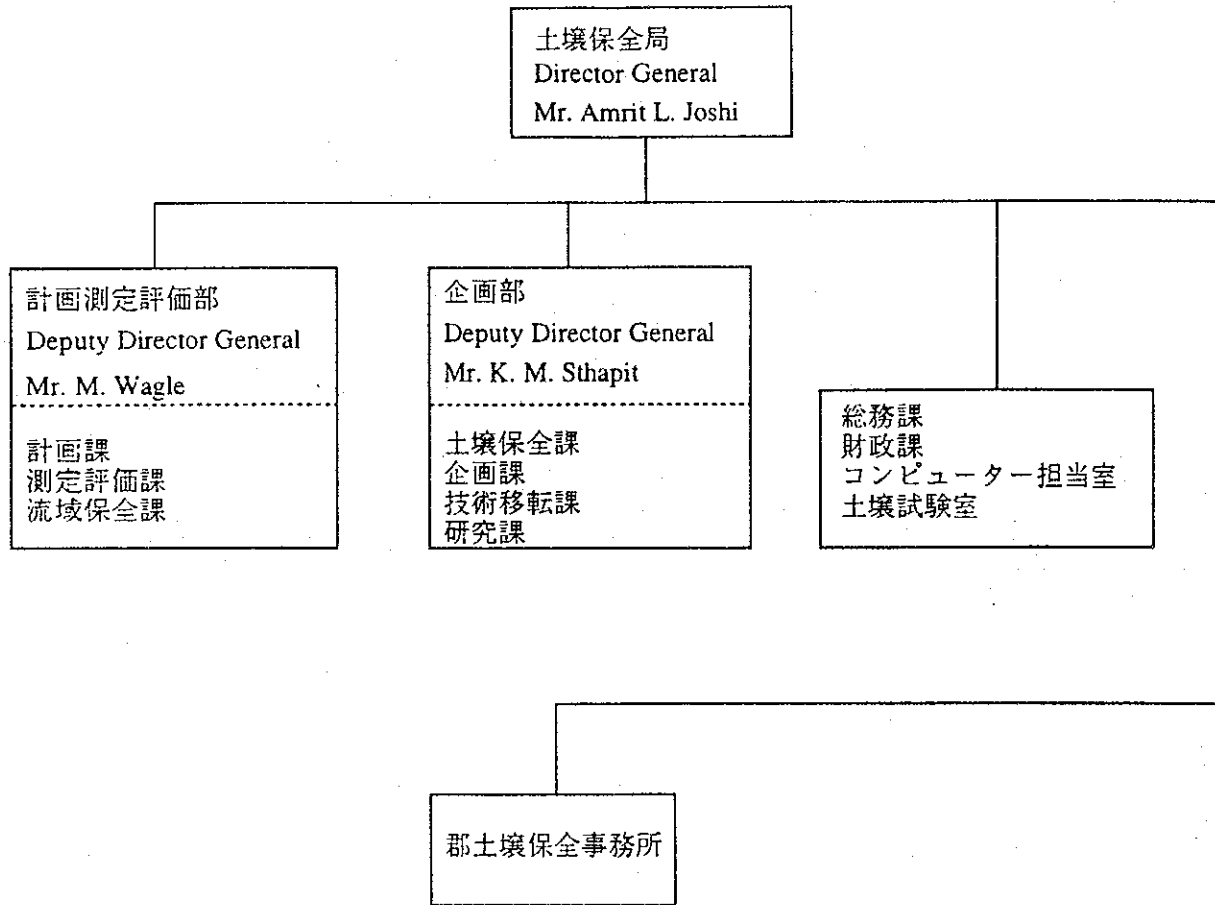 土壌保全局
Director General
Mr. Amrit L. Joshi
計画測定評価部
Deputy Director General
Mr. M. Wagle
計画課
測定評価課
流域保全課
企画部
Deputy Director General
Mr. K. M. Sthapit
土壌保全課
企画課
技術移転課
研究課
総務課
財政課
コンピューター担当室
土壌試験室
郡土壌保全事務所